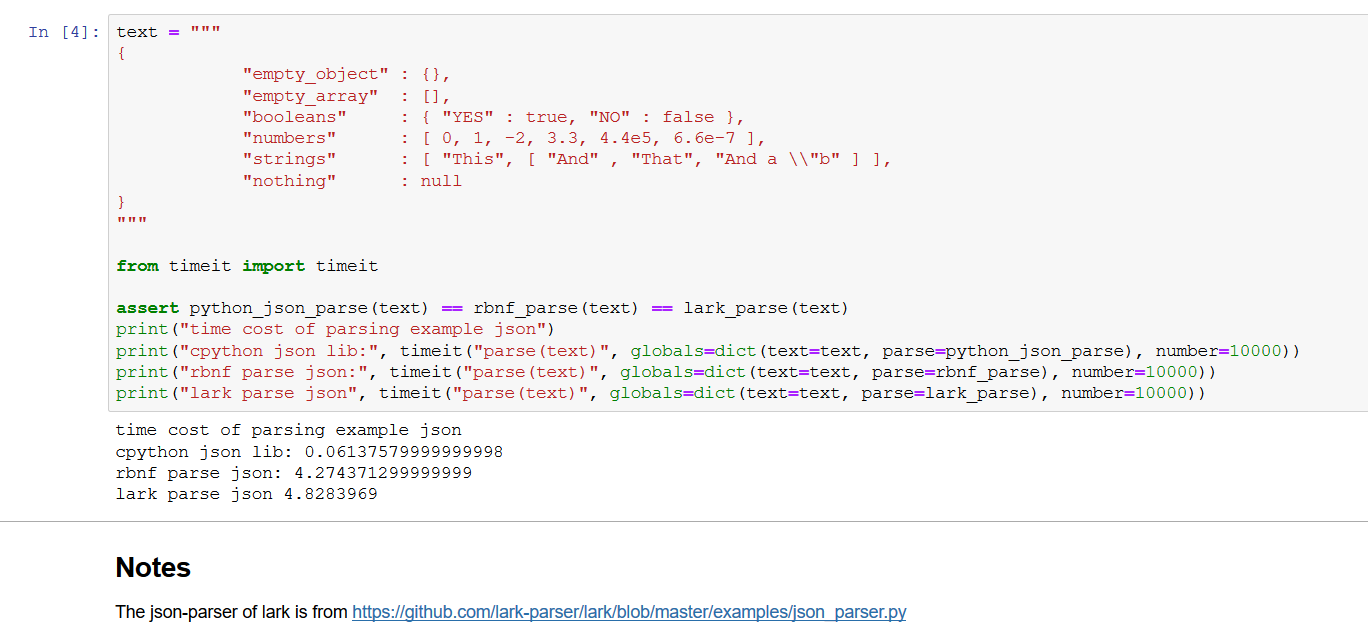 In [4]: text = """
{
            "empty_object" : {},
            "empty_array"  : [],
            "booleans"     : { "YES" : true, "NO" : false },
            "numbers"      : [ 0, 1, -2, 3.3, 4.4e5, 6.6e-7 ],
            "strings"      : [ "This", [ "And" , "That", "And a \\"b" ] ],
            "nothing"      : null
}
"""
from timeit import timeit
assert python_json_parse(text) == rbnf_parse(text) == lark_parse(text)
print("time cost of parsing example json")
print("cpython json lib:", timeit("parse(text)", globals=dict(text=text, parse=python_json_parse), number=10000))
print("rbnf parse json:", timeit("parse(text)", globals=dict(text=text, parse=rbnf_parse), number=10000))
print("lark parse json", timeit("parse(text)", globals=dict(text=text, parse=lark_parse), number=10000))
time cost of parsing example json
cpython json lib: 0.06137579999999998
rbnf parse json: 4.274371299999999
lark parse json 4.8283969
Notes
The json-parser of lark is from https://github.com/lark-parser/lark/blob/master/examples/json_parser.py